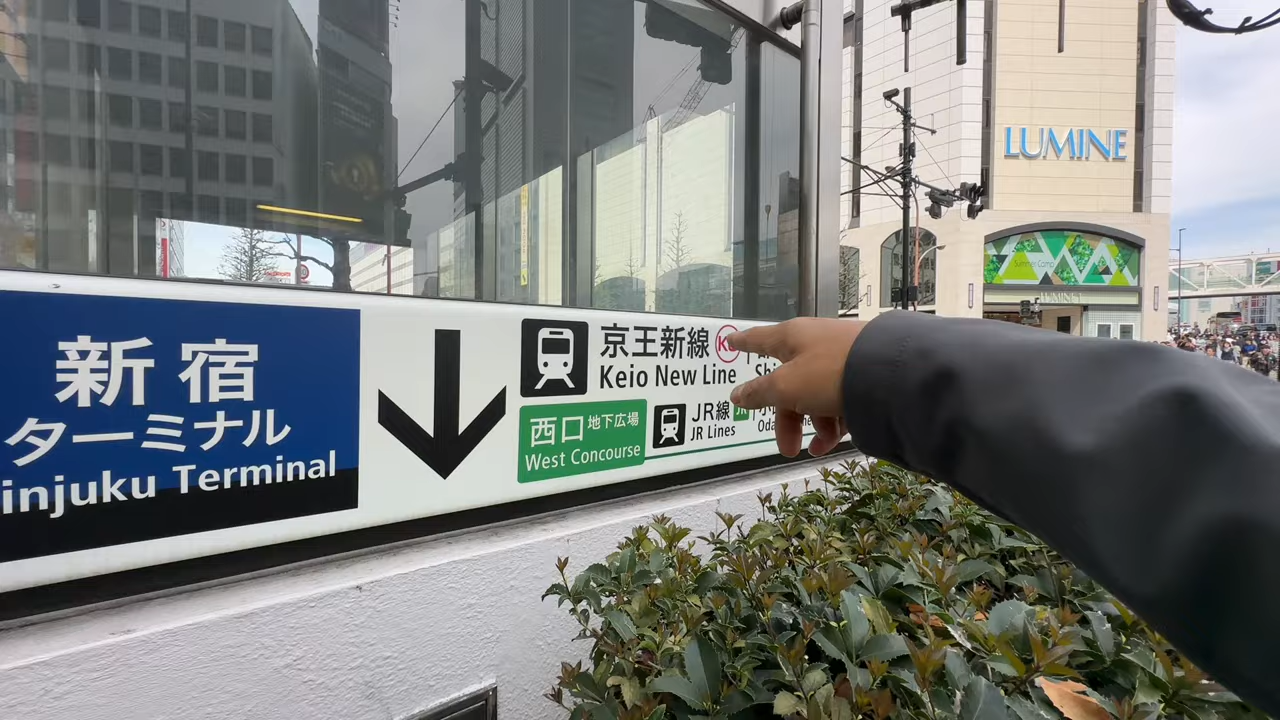 新宿
ターミナル
injuku Terminal
京王新線
Keio New Line
西口 地下広場
West Concourse
JR線
JR Lines
LUMINE